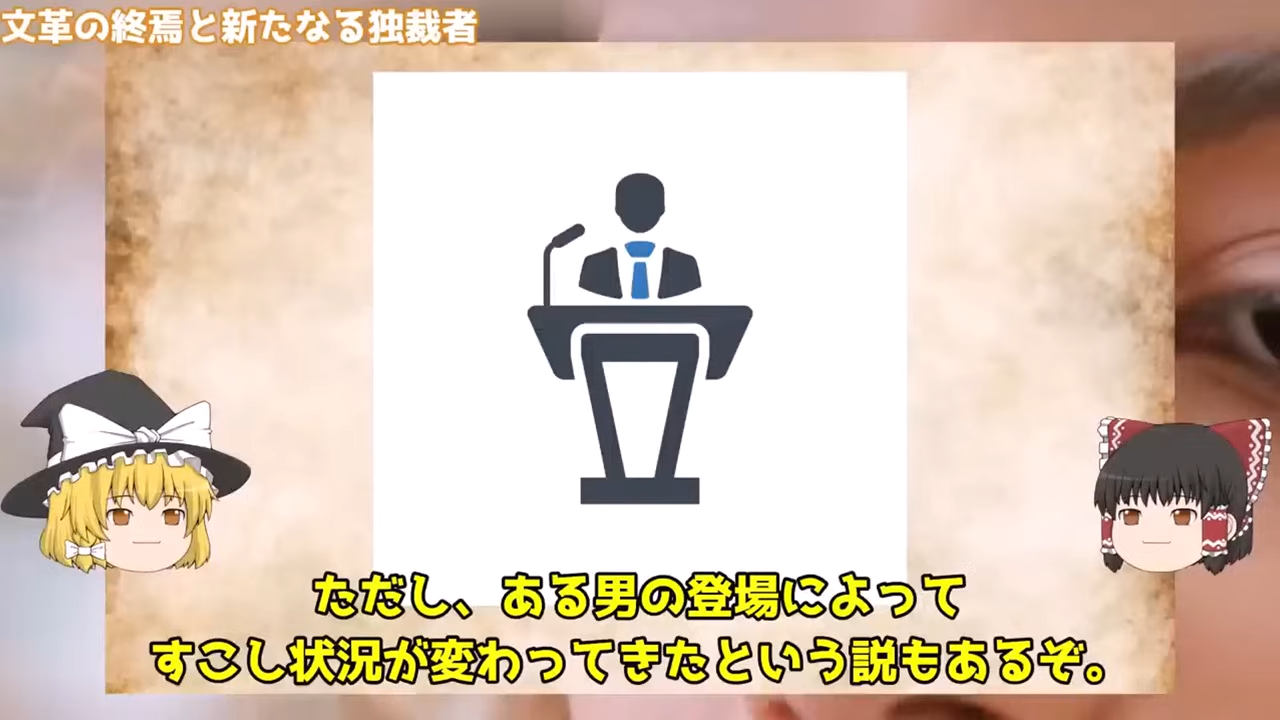 文革の終焉と新たなる独裁者
ただし、ある男の登場によって
すこし状況が変わってきたという説もあるぞ。